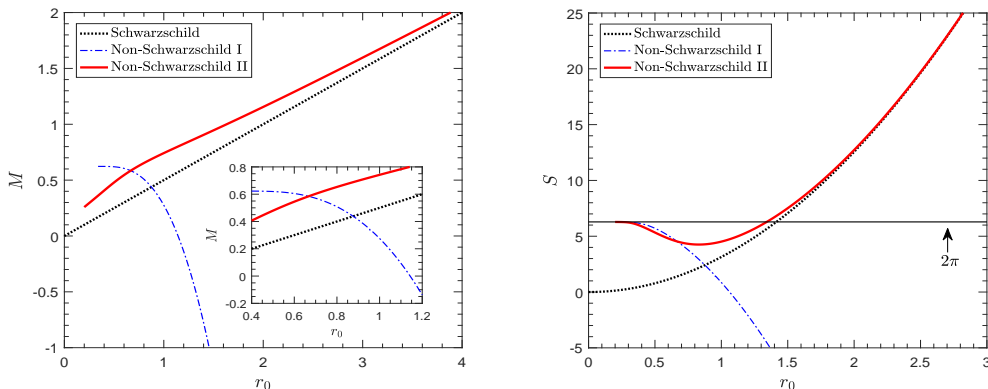 2
1.5
1
0.5
0
-0.5
-1
M
0
1
2
3
4
r₀
Schwarzschild
Non-Schwarzschild I
Non-Schwarzschild II
0.8
0.6
0.4
0.2
0
-0.2
M
0.4
0.6
0.8
1
1.2
r₀
25
20
15
10
5
0
-5
S
0
0.5
1
1.5
2
2.5
3
r₀
Schwarzschild
Non-Schwarzschild I
Non-Schwarzschild II
2π